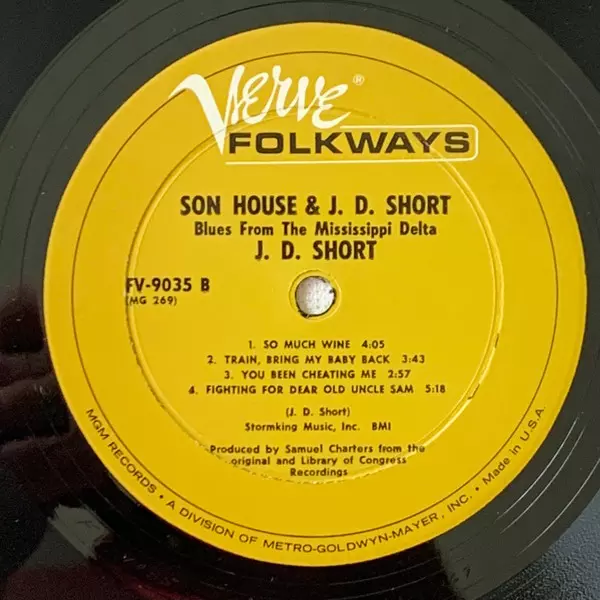 Verve®
FOLKWAYS
SON HOUSE & J. D. SHORT
Blues From The Mississippi Delta
J. D. SHORT
FV-9035 B
(MG 269)
1. SO MUCH WINE 4:05
2. TRAIN, BRING MY BABY BACK 3:43
3. YOU BEEN CHEATING ME 2:57
4. FIGHTING FOR DEAR OLD UNCLE SAM 5:18
(J. D. Short)
Stormking Music, Inc. BMI
Produced by Samuel Charters from the
original and Library of Congress
Recordings
MGM RECORDS • A DIVISION OF METRO-GOLDWYN-MAYER, INC. • Made in U.S.A.